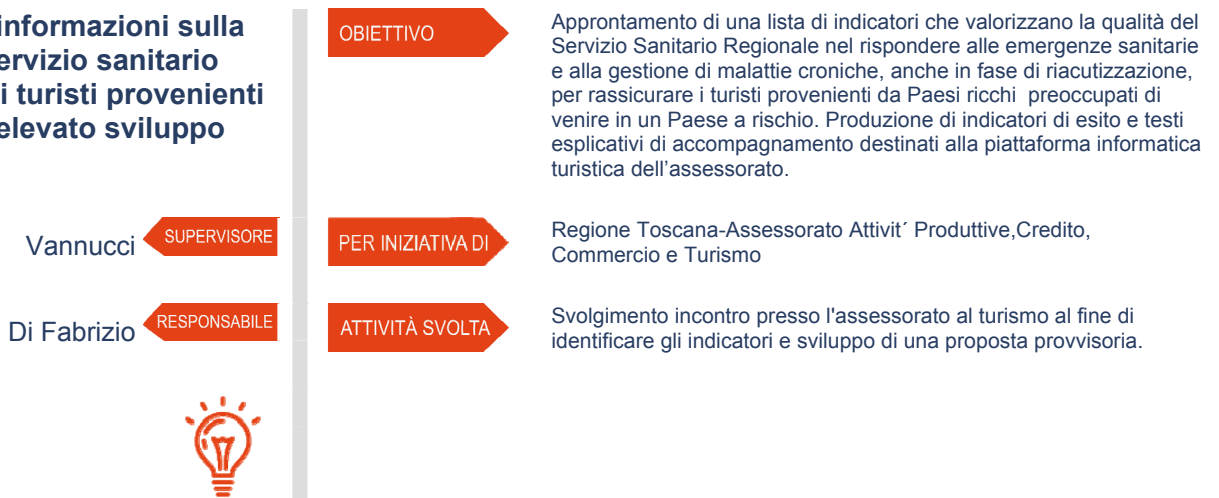 informazioni sulla
ervizio sanitario
i turisti provenienti
elevato sviluppo
OBIETTIVO
Approntamento di una lista di indicatori che valorizzano la qualità del
Servizio Sanitario Regionale nel rispondere alle emergenze sanitarie
e alla gestione di malattie croniche, anche in fase di riacutizzazione,
per rassicurare i turisti provenienti da Paesi ricchi preoccupati di
venire in un Paese a rischio. Produzione di indicatori di esito e testi
esplicativi di accompagnamento destinati alla piattaforma informatica
turistica dell'assessorato.
Vannucci SUPERVISORE
PER INIZIATIVA DI
Regione Toscana-Assessorato Attivit´ Produttive,Credito,
Commercio e Turismo
Di Fabrizio RESPONSABILE
ATTIVITÀ SVOLTA
Svolgimento incontro presso l'assessorato al turismo al fine di
identificare gli indicatori e sviluppo di una proposta provvisoria.